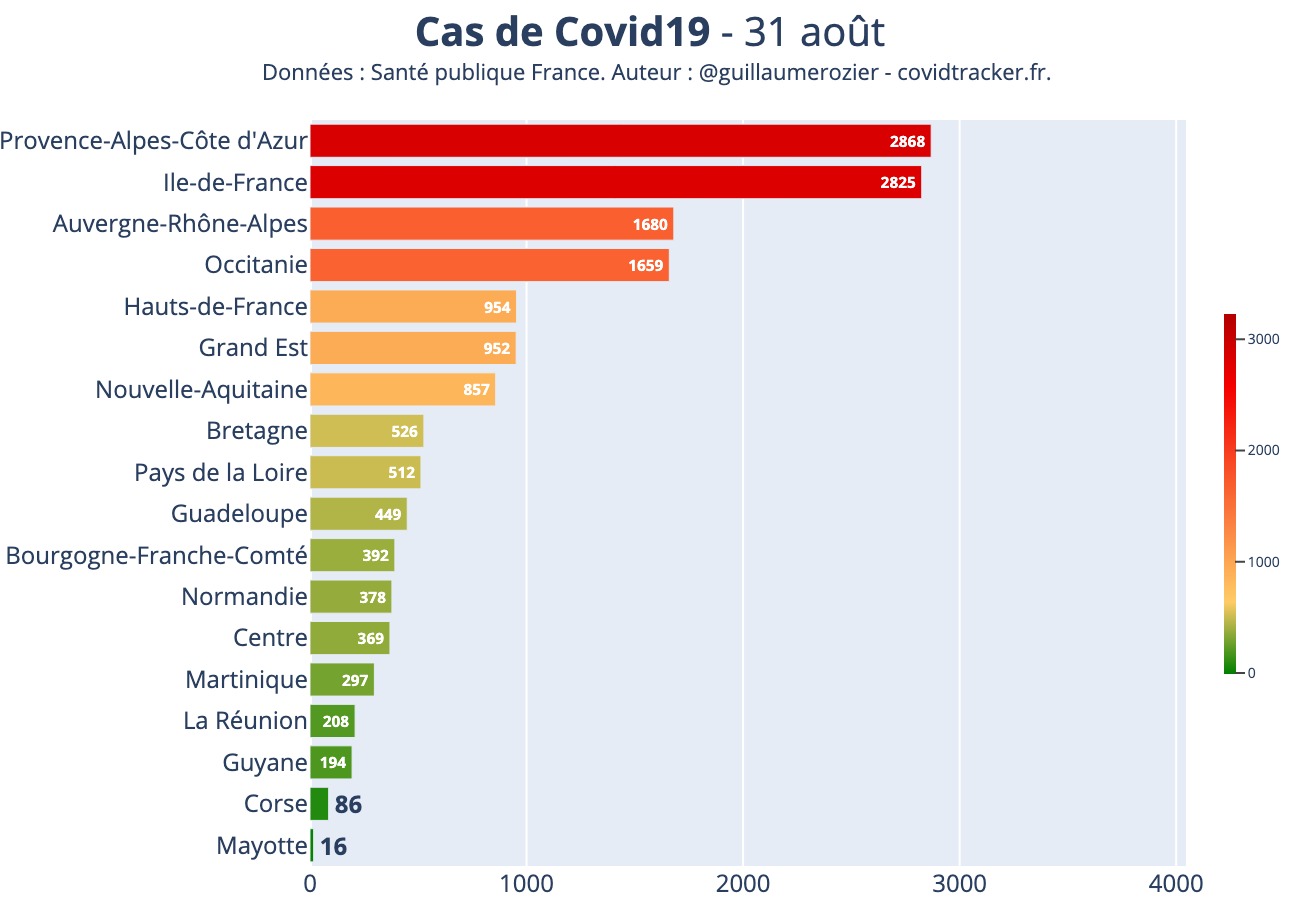 Cas de Covid19 - 31 août
Données : Santé publique France. Auteur : @guillaumerozier - covidtracker.fr.
Provence-Alpes-Côte d'Azur 2868
Ile-de-France 2825
Auvergne-Rhône-Alpes 1680
Occitanie 1659
Hauts-de-France 954
Grand Est 952
Nouvelle-Aquitaine 857
Bretagne 526
Pays de la Loire 512
Guadeloupe 449
Bourgogne-Franche-Comté 392
Normandie 378
Centre 369
Martinique 297
La Réunion 208
Guyane 194
Corse 86
Mayotte 16
0 1000 2000 3000 4000
3000
2000
1000
0